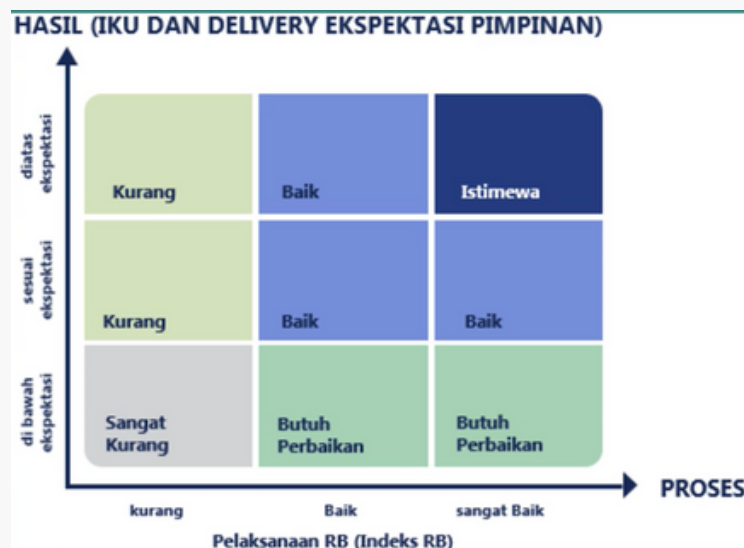 HASIL (IKU DAN DELIVERY EKSPEKTASI PIMPINAN)
diatas
ekspektasi
Kurang
Baik
Istimewa
sesuai
ekspektasi
Kurang
Baik
Baik
di bawah
ekspektasi
Sangat
Kurang
Butuh
Perbaikan
Butuh
Perbaikan
PROSES
kurang
Baik
sangat Baik
Pelaksanaan RB (Indeks RB)